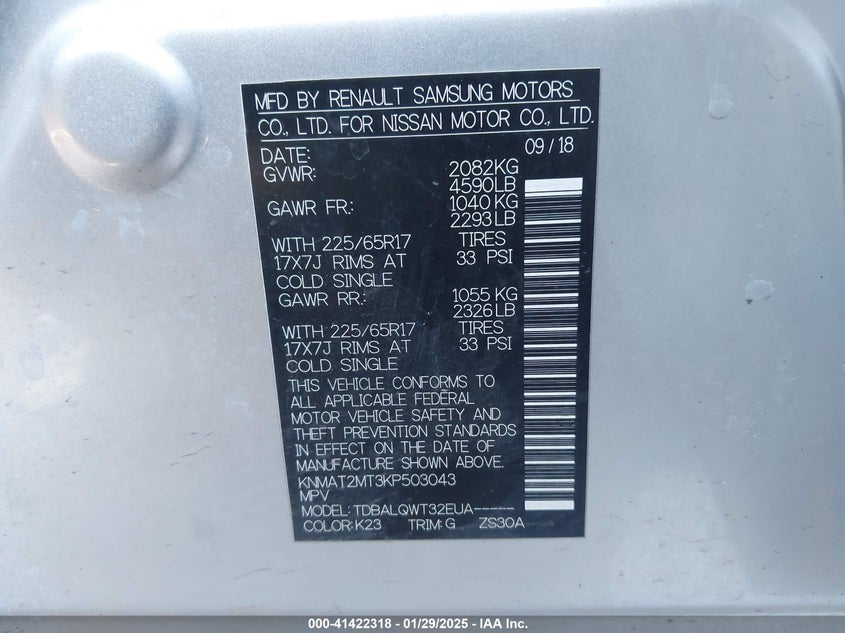 MFD BY RENAULT SAMSUNG MOTORS
CO., LTD. FOR NISSAN MOTOR CO., LTD.
DATE: 09 / 18
GVWR: 2082KG
4590LB
GAWR FR.: 1040 KG
2293 LB
WITH 225/65R17 TIRES
17X7J RIMS AT 33 PSI
COLD SINGLE
GAWR RR.: 1055 KG
2326 LB
WITH 225/65R17 TIRES
17X7J RIMS AT 33 PSI
COLD SINGLE
THIS VEHICLE CONFORMS TO
ALL APPLICABLE FEDERAL
MOTOR VEHICLE SAFETY AND
THEFT PREVENTION STANDARDS
IN EFFECT ON THE DATE OF
MANUFACTURE SHOWN ABOVE.
KNMAT2MT3KP503043
MPV
MODEL: TDBALQWT32EUA-----
COLOR: K23 TRIM: G ZS30A
000-41422318 - 01/29/2025 - IAA Inc.